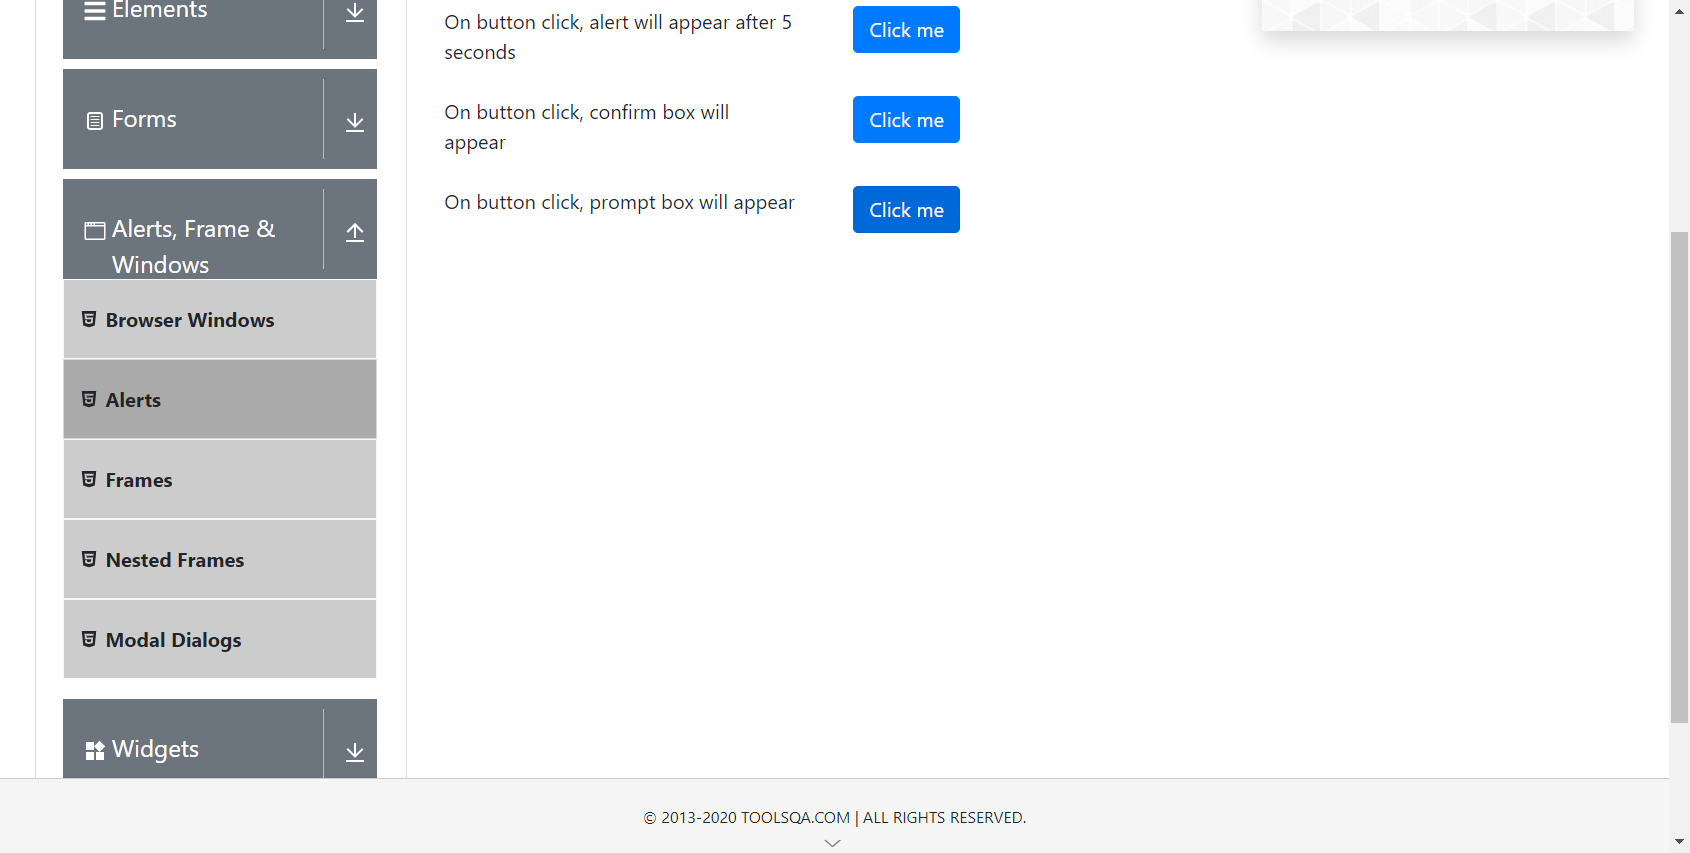 Elements
Forms
Alerts, Frame &
Windows
Browser Windows
Alerts
Frames
Nested Frames
Modal Dialogs
Widgets
On button click, alert will appear after 5
seconds
Click me
On button click, confirm box will
appear
Click me
On button click, prompt box will appear
Click me
© 2013-2020 TOOLSQA.COM | ALL RIGHTS RESERVED.